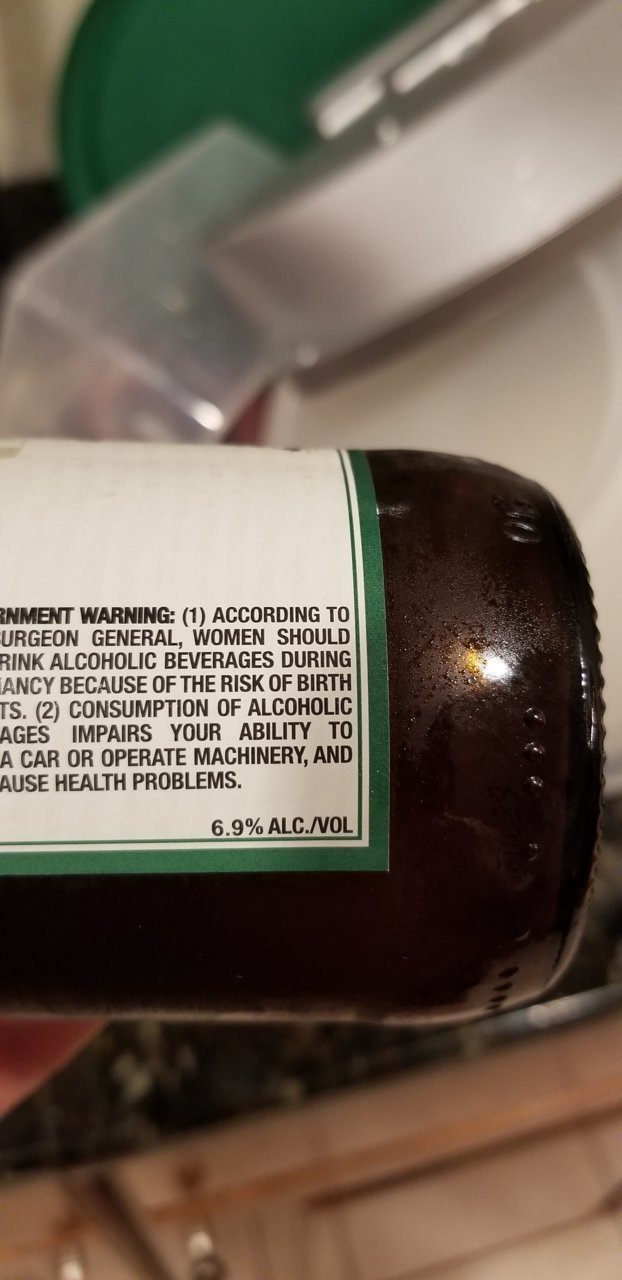 RNMENT WARNING: (1) ACCORDING TO
SURGEON GENERAL, WOMEN SHOULD
RINK ALCOHOLIC BEVERAGES DURING
ANCY BECAUSE OF THE RISK OF BIRTH
TS. (2) CONSUMPTION OF ALCOHOLIC
AGES IMPAIRS YOUR ABILITY TO
A CAR OR OPERATE MACHINERY, AND
AUSE HEALTH PROBLEMS.
6.9% ALC./VOL